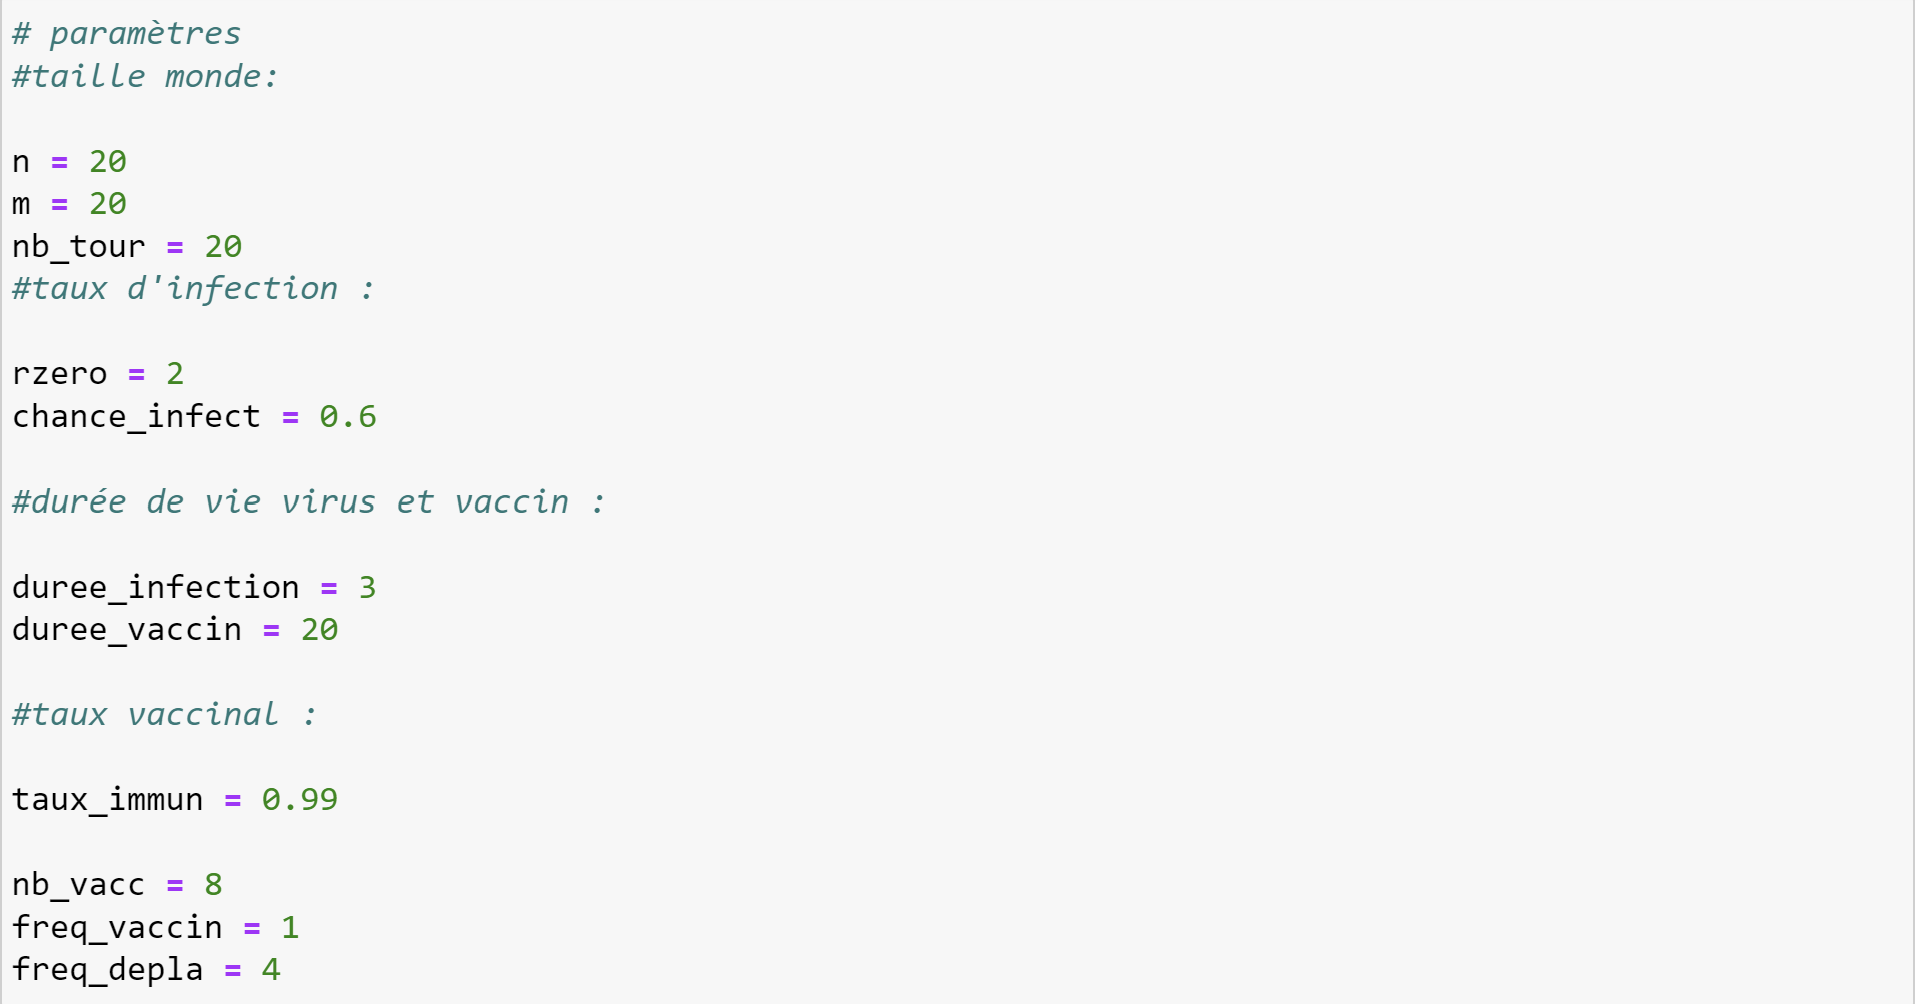 # paramètres
#taille monde:
n = 20
m = 20
nb_tour = 20
#taux d'infection :
rzero = 2
chance_infect = 0.6
#durée de vie virus et vaccin :
duree_infection = 3
duree_vaccin = 20
#taux vaccinal :
taux_immun = 0.99
nb_vacc = 8
freq_vaccin = 1
freq_depla = 4